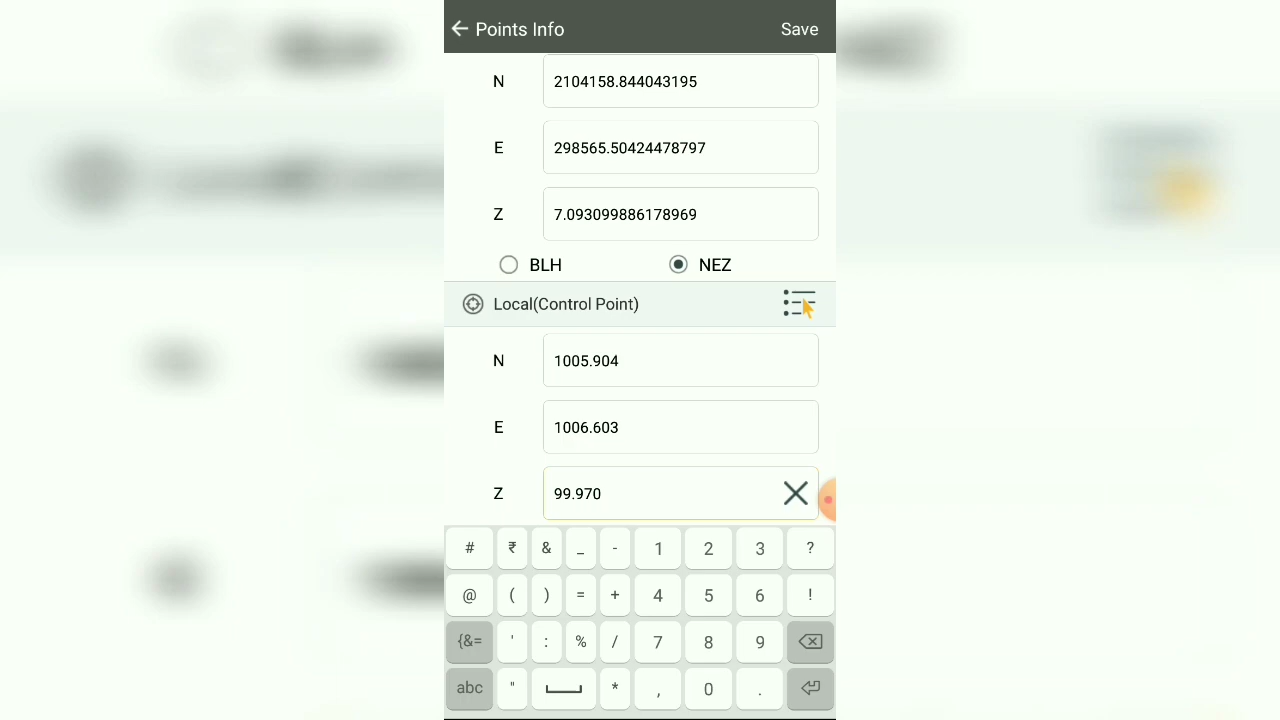 Points Info Save
N 2104158.844043195
E 298565.50424478797
Z 7.093099886178969
BLH NEZ
Local(Control Point)
N 1005.904
E 1006.603
Z 99.970
# ₹ & _ - 1 2 3 ?
@ ( ) = + 4 5 6 !
{&= ' : % / 7 8 9
abc " * , 0 .